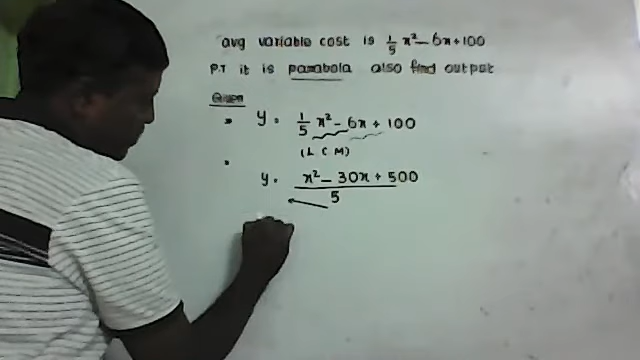 avg variable cost is 1/5 x² - 6x + 100
P.T it is parabola also find output
Given
» y = 1/5 x² - 6x + 100
(L C M)
y = x² - 30x + 500 / 5